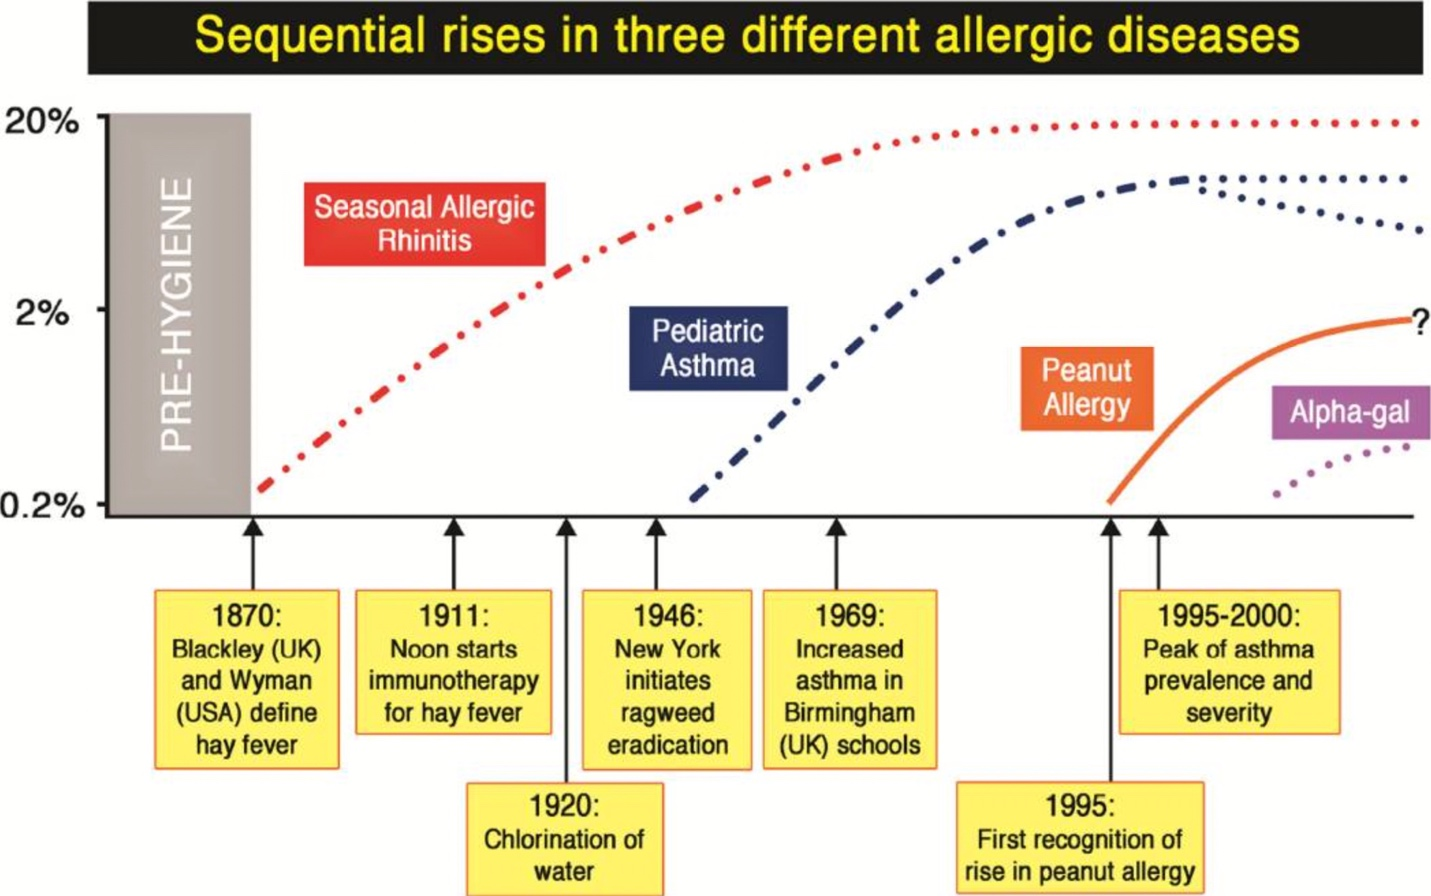 Sequential rises in three different allergic diseases
20%
2%
0.2%
PRE-HYGIENE
Seasonal Allergic
Rhinitis
Pediatric
Asthma
Peanut
Allergy
?
Alpha-gal
1870:
Blackley (UK)
and Wyman
(USA) define
hay fever
1911:
Noon starts
immunotherapy
for hay fever
1920:
Chlorination of
water
1946:
New York
initiates
ragweed
eradication
1969:
Increased
asthma in
Birmingham
(UK) schools
1995:
First recognition of
rise in peanut allergy
1995-2000:
Peak of asthma
prevalence and
severity